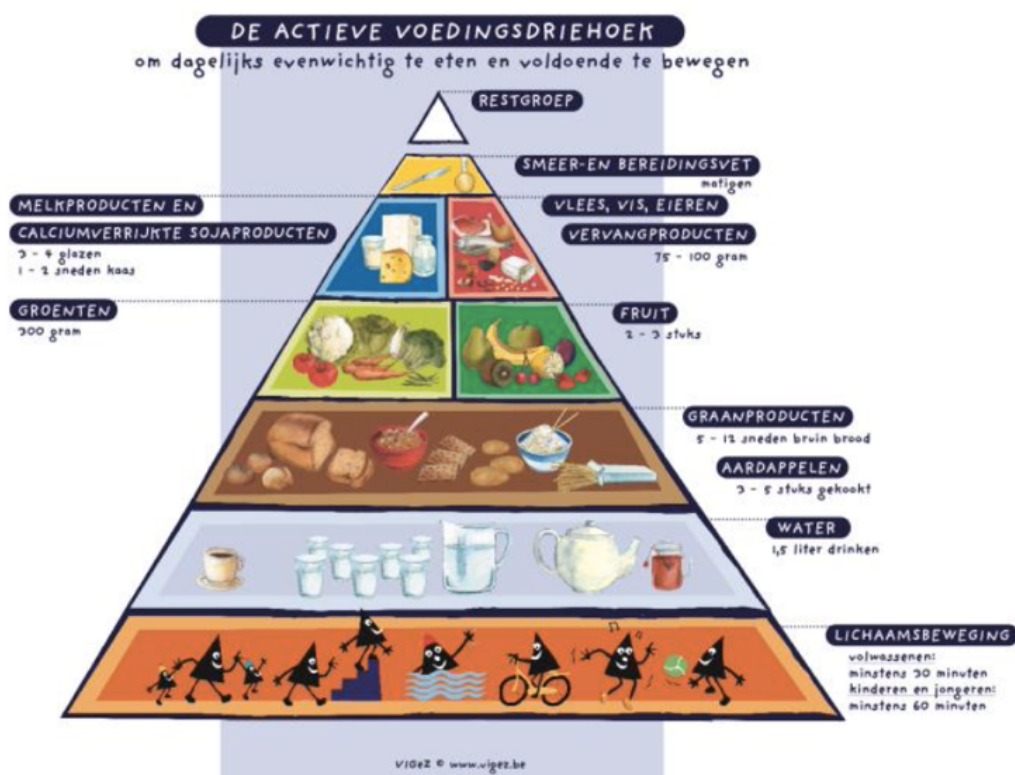 DE ACTIEVE VOEDINGSDRIEHOEK
om dagelijks evenwichtig te eten en voldoende te bewegen
RESTGROEP
SMEER-EN BEREIDINGSVET
matigen
MELKPRODUCTEN EN
CALCIUMVERRIJKTE SOJAPRODUCTEN
3 - 4 glazen
1 - 2 sneden kaas
VLEES, VIS, EIEREN
VERVANGPRODUCTEN
75 - 100 gram
GROENTEN
300 gram
FRUIT
2 - 3 stuks
GRAANPRODUCTEN
5 - 12 sneden bruin brood
AARDAPPELEN
3 - 5 stuks gekookt
WATER
1,5 liter drinken
LICHAAMSBEWEGING
volwassenen:
minstens 30 minuten
kinderen en jongeren:
minstens 60 minuten
VIGeZ © www.vigez.be